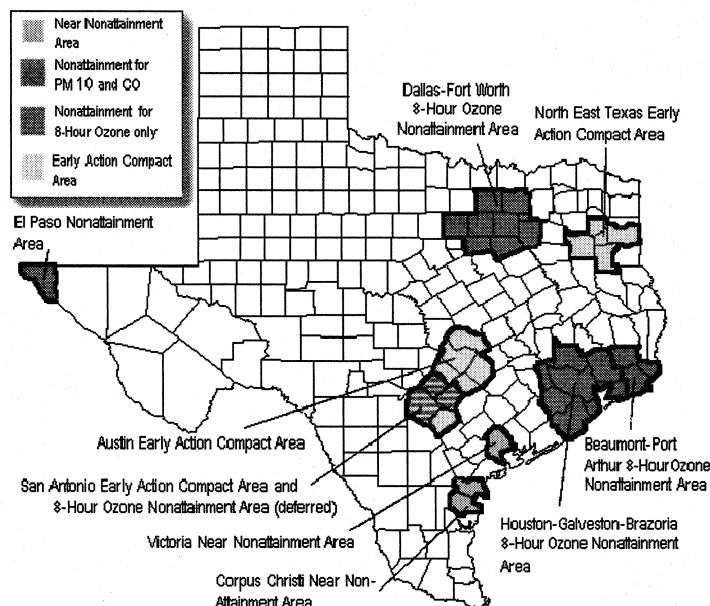 Near Nonattainment
Area
Nonattainment for
PM 10 and CO
Nonattainment for
8-Hour Ozone only
Early Action Compact
Area
El Paso Nonattainment
Area
Dallas-Fort Worth
8-Hour Ozone
Nonattainment Area
North East Texas Early
Action Compact Area
Austin Early Action Compact Area
San Antonio Early Action Compact Area and
8-Hour Ozone Nonattainment Area (deferred)
Victoria Near Nonattainment Area
Corpus Christi Near Non-
Attainment Area
Beaumont-Port
Arthur 8-Hour Ozone
Nonattainment Area
Houston-Galveston-Brazoria
8-Hour Ozone Nonattainment
Area